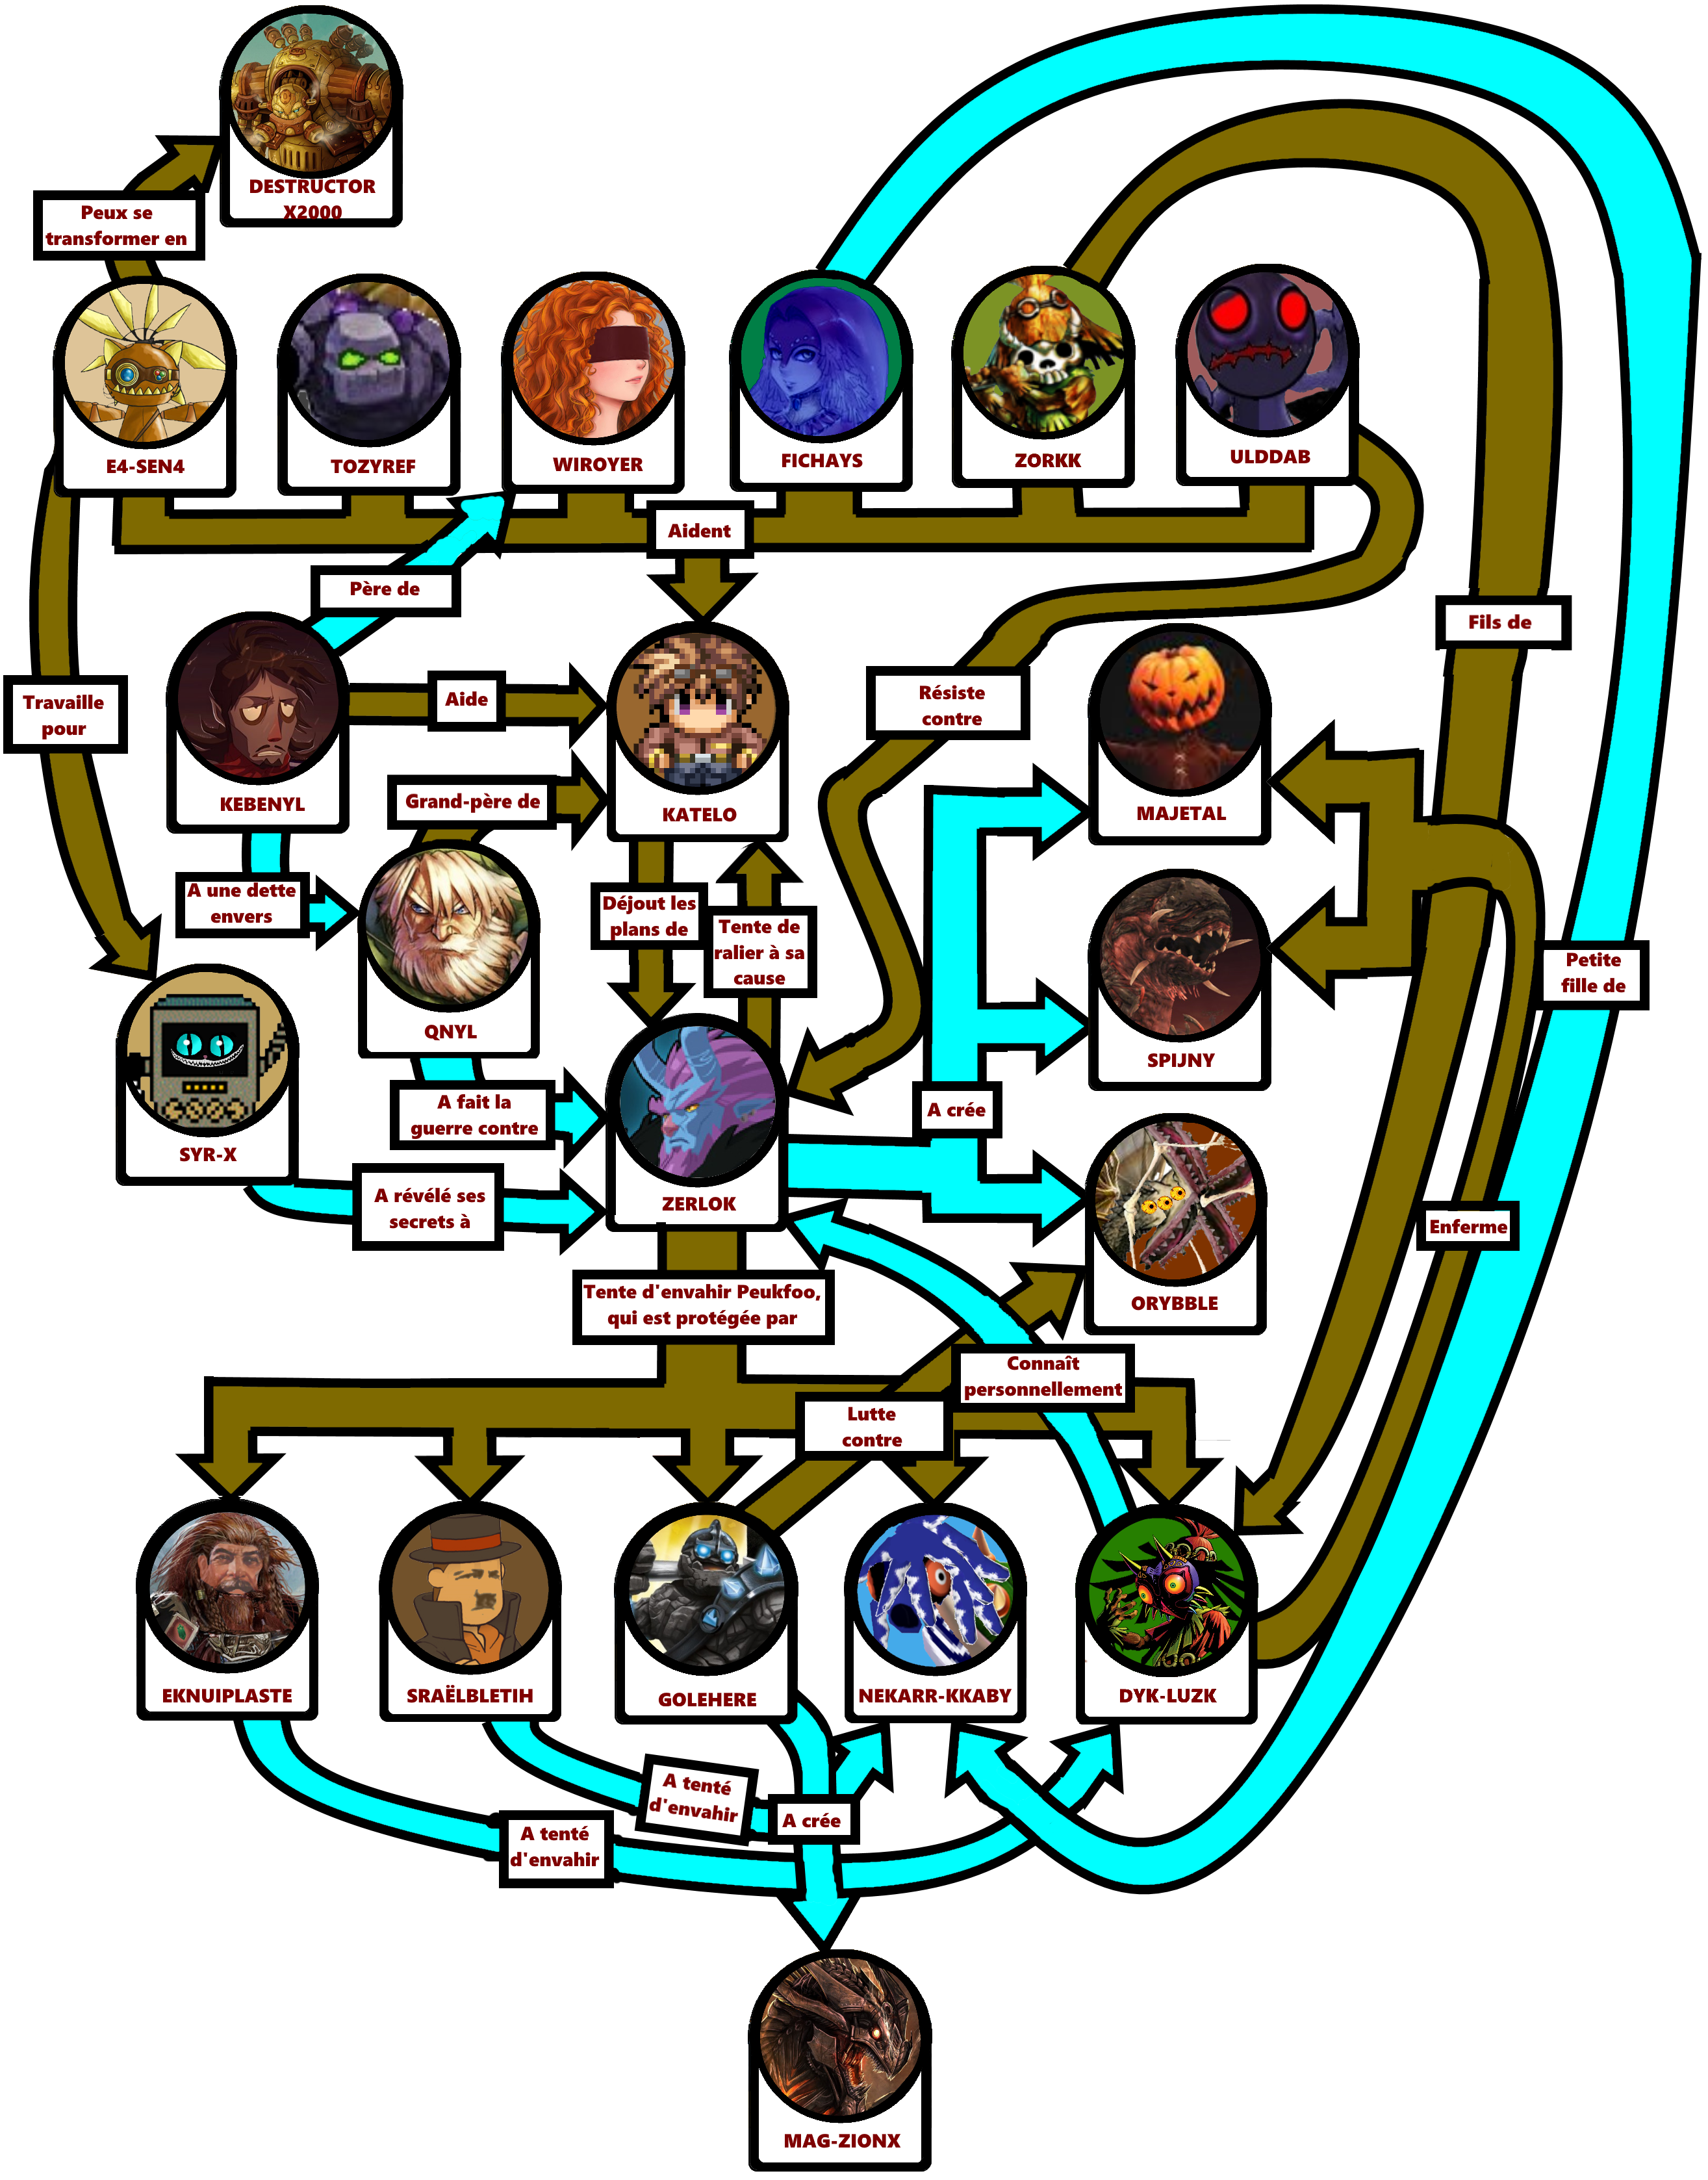 DESTRUCTOR
X2000
Peux se
transformer en
E4-SEN4
TOZYREF
WIROYER
FICHAYS
ZORKK
ULDDAB
Aident
Père de
Fils de
Travaille
pour
KEBENYL
Aide
KATELO
Résiste
contre
MAJETAL
Grand-père de
A une dette
envers
QNYL
Déjout les
plans de
Tente de
ralier à sa
cause
Petite
fille de
SPIJNY
SYR-X
A fait la
guerre contre
A crée
A révélé ses
secrets à
ZERLOK
Enferme
ORYBBLE
Tente d'envahir Peukfoo,
qui est protégée par
Connaît
personnellement
Lutte
contre
EKNUIPLASTE
SRAËLBLETIH
GOLEHERE
NEKARR-KKABY
DYK-LUZK
A tenté
d'envahir
A crée
A tenté
d'envahir
MAG-ZIONX